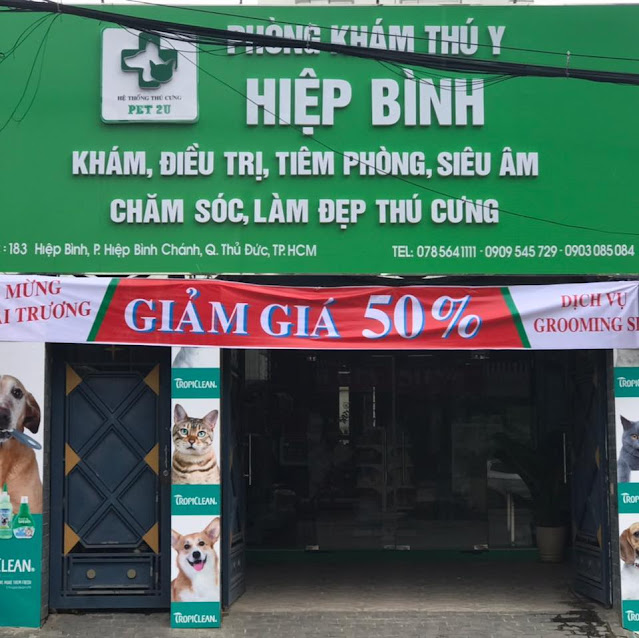 PHÒNG KHÁM THÚ Y
HỆ THỐNG THÚ CƯNG
PET 2U
HIỆP BÌNH
KHÁM, ĐIỀU TRỊ, TIÊM PHÒNG, SIÊU ÂM
CHĂM SÓC, LÀM ĐẸP THÚ CƯNG
: 183 Hiệp Bình, P. Hiệp Bình Chánh, Q. Thủ Đức, TP. HCM
TEL: 078 564 1111 - 0909 545 729 - 0903 085 084
MỪNG
AI TRƯƠNG
GIẢM GIÁ 50%
DỊCH VỤ
GROOMING S
TROPICLEAN.
TROPICLEAN.
TROPICLEAN.
TROPICLEAN.
TROPICLEAN.
TROPICLEAN.
CLEAN.